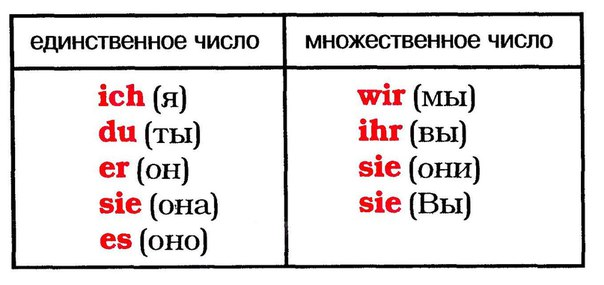 единственное число
множественное число
ich (я)
du (ты)
er (он)
sie (она)
es (оно)
wir (мы)
ihr (вы)
sie (они)
sie (Вы)